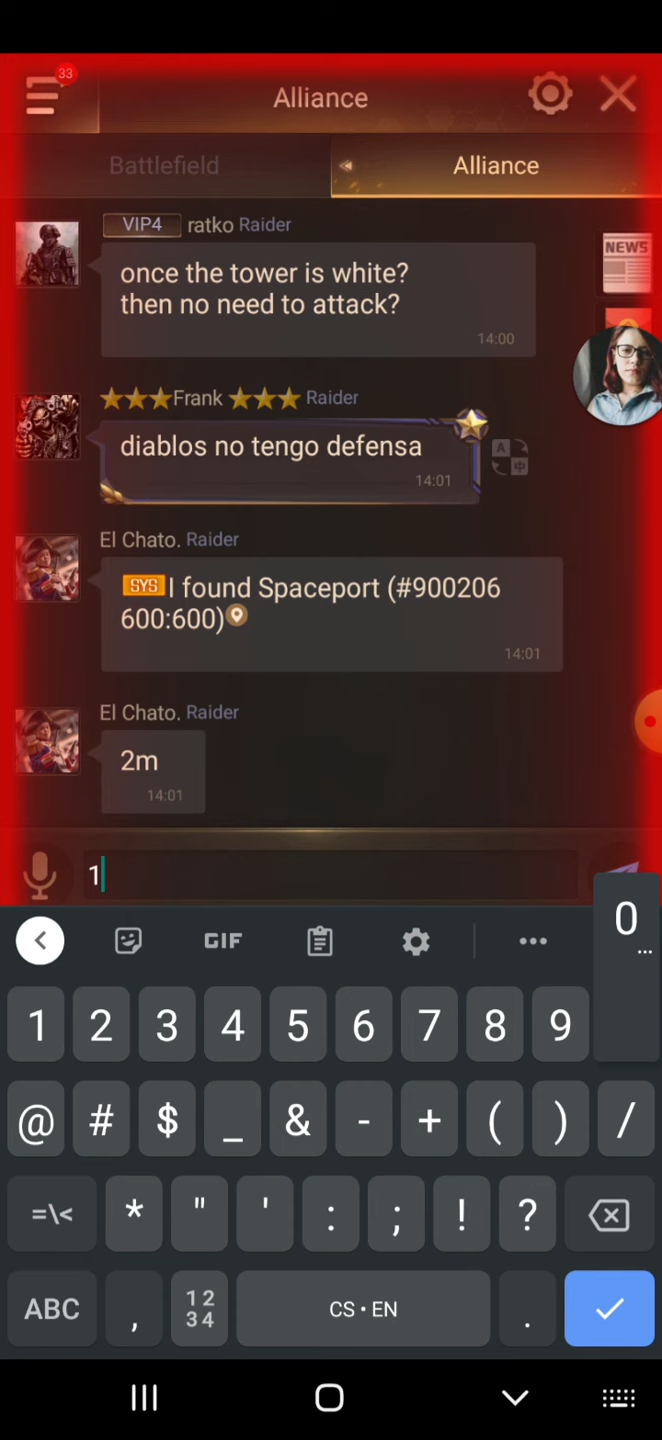 33
Alliance
Battlefield
Alliance
VIP4 ratko Raider
once the tower is white?
then no need to attack?
14:00
NEWS
★★★Frank ★★★ Raider
diablos no tengo defensa
14:01
A
中
El Chato. Raider
SYS I found Spaceport (#900206
600:600)
14:01
El Chato. Raider
2m
14:01
1
GIF
...
0
...
1 2 3 4 5 6 7 8 9
@ # $ _ & - + ( ) /
=\< * " ' : ; ! ?
ABC , 12 CS • EN .
34